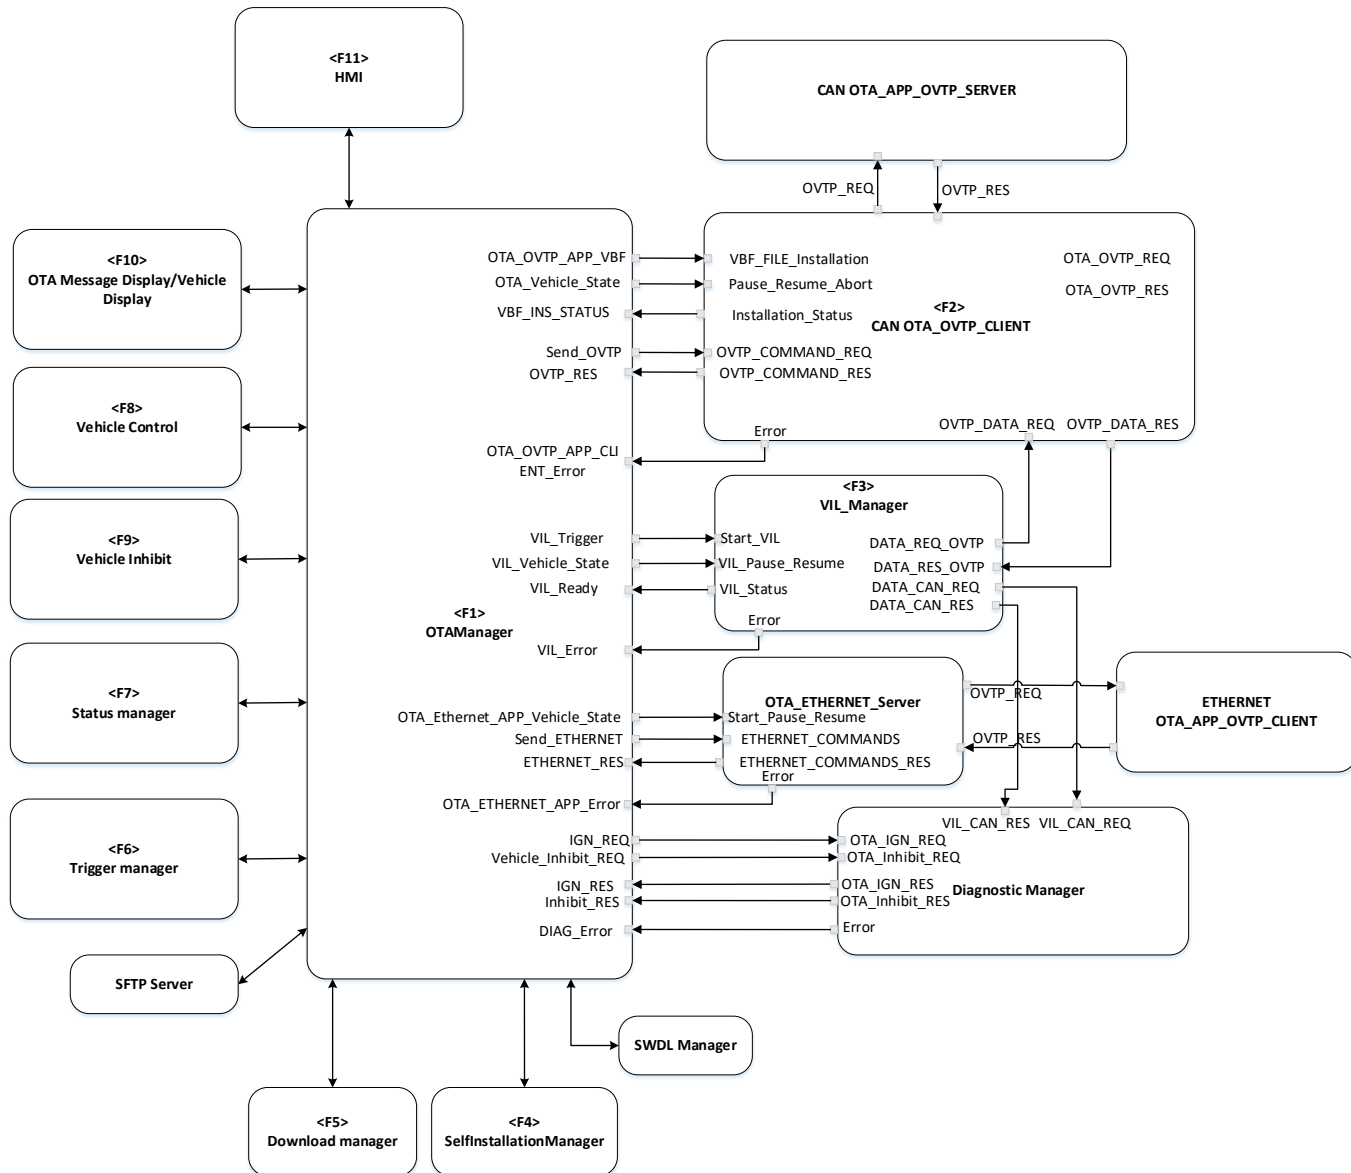 <F11>
HMI
CAN OTA_APP_OVTP_SERVER
OVTP_REQ
OVTP_RES
<F10>
OTA Message Display/Vehicle
Display
<F8>
Vehicle Control
<F9>
Vehicle Inhibit
<F7>
Status manager
<F6>
Trigger manager
SFTP Server
<F1>
OTAManager
OTA_OVTP_APP_VBF
OTA_Vehicle_State
VBF_INS_STATUS
Send_OVTP
OVTP_RES
OTA_OVTP_APP_CLI
ENT_Error
VIL_Trigger
VIL_Vehicle_State
VIL_Ready
VIL_Error
OTA_Ethernet_APP_Vehicle_State
Send_ETHERNET
ETHERNET_RES
OTA_ETHERNET_APP_Error
IGN_REQ
Vehicle_Inhibit_REQ
IGN_RES
Inhibit_RES
DIAG_Error
VBF_FILE_Installation
Pause_Resume_Abort
Installation_Status
OVTP_COMMAND_REQ
OVTP_COMMAND_RES
OTA_OVTP_REQ
OTA_OVTP_RES
<F2>
CAN OTA_OVTP_CLIENT
OVTP_DATA_REQ
OVTP_DATA_RES
Error
<F3>
VIL_Manager
Start_VIL
VIL_Pause_Resume
VIL_Status
DATA_REQ_OVTP
DATA_RES_OVTP
DATA_CAN_REQ
DATA_CAN_RES
Error
OTA_ETHERNET_Server
Start_Pause_Resume
ETHERNET_COMMANDS
ETHERNET_COMMANDS_RES
Error
OVTP_REQ
OVTP_RES
ETHERNET
OTA_APP_OVTP_CLIENT
VIL_CAN_RES
VIL_CAN_REQ
OTA_IGN_REQ
OTA_Inhibit_REQ
OTA_IGN_RES
OTA_Inhibit_RES
Error
Diagnostic Manager
SWDL Manager
<F5>
Download manager
<F4>
SelfInstallationManager